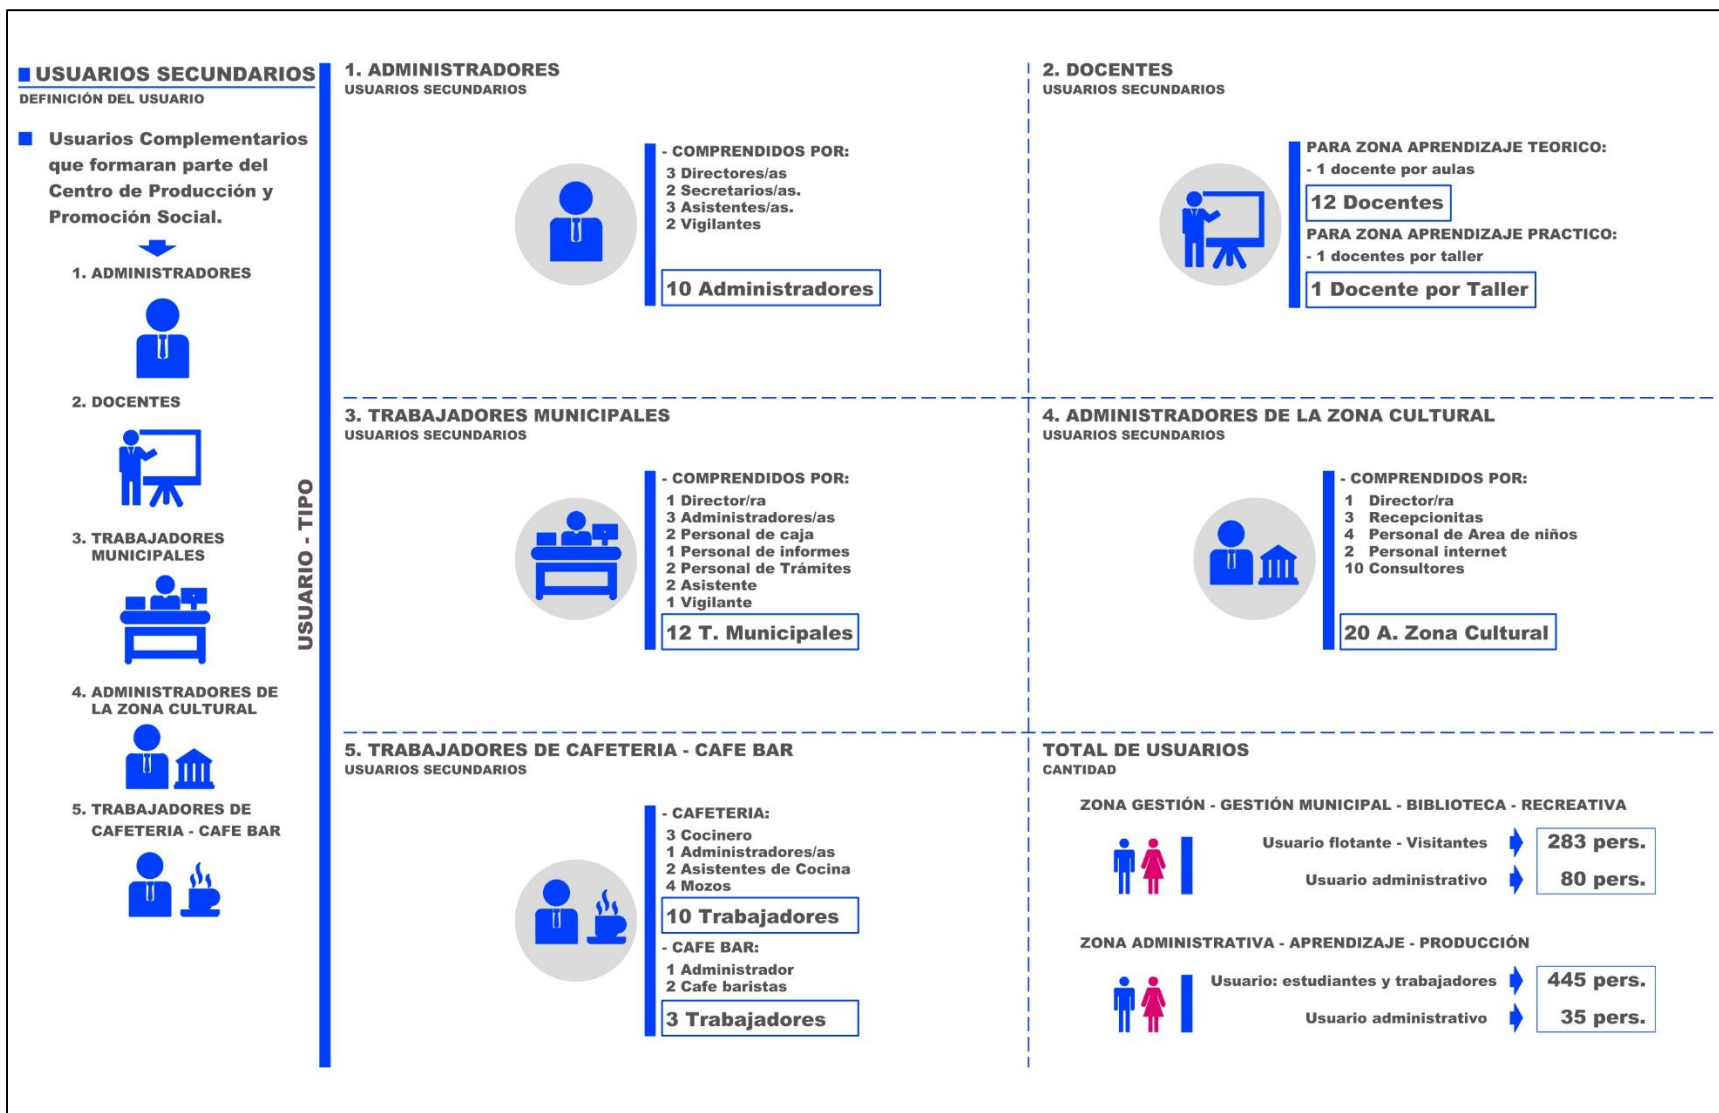 USUARIOS SECUNDARIOS
DEFINICIÓN DEL USUARIO
Usuarios Complementarios
que formaran parte del
Centro de Producción y
Promoción Social.
1. ADMINISTRADORES
2. DOCENTES
3. TRABAJADORES
MUNICIPALES
4. ADMINISTRADORES DE
LA ZONA CULTURAL
5. TRABAJADORES DE
CAFETERIA - CAFE BAR
USUARIO - TIPO
1. ADMINISTRADORES
USUARIOS SECUNDARIOS
- COMPRENDIDOS POR:
3 Directores/as
2 Secretarios/as.
3 Asistentes/as.
2 Vigilantes
10 Administradores
2. DOCENTES
USUARIOS SECUNDARIOS
PARA ZONA APRENDIZAJE TEORICO:
- 1 docente por aulas
12 Docentes
PARA ZONA APRENDIZAJE PRACTICO:
- 1 docentes por taller
1 Docente por Taller
3. TRABAJADORES MUNICIPALES
USUARIOS SECUNDARIOS
- COMPRENDIDOS POR:
1 Director/ra
3 Administradores/as
2 Personal de caja
1 Personal de informes
2 Personal de Trámites
2 Asistente
1 Vigilante
12 T. Municipales
4. ADMINISTRADORES DE LA ZONA CULTURAL
USUARIOS SECUNDARIOS
- COMPRENDIDOS POR:
1 Director/ra
3 Recepcionitas
4 Personal de Area de niños
2 Personal internet
10 Consultores
20 A. Zona Cultural
5. TRABAJADORES DE CAFETERIA - CAFE BAR
USUARIOS SECUNDARIOS
- CAFETERIA:
3 Cocinero
1 Administradores/as
2 Asistentes de Cocina
4 Mozos
10 Trabajadores
- CAFE BAR:
1 Administrador
2 Cafe baristas
3 Trabajadores
TOTAL DE USUARIOS
CANTIDAD
ZONA GESTIÓN - GESTIÓN MUNICIPAL - BIBLIOTECA - RECREATIVA
Usuario flotante - Visitantes 283 pers.
Usuario administrativo 80 pers.
ZONA ADMINISTRATIVA - APRENDIZAJE - PRODUCCIÓN
Usuario: estudiantes y trabajadores 445 pers.
Usuario administrativo 35 pers.